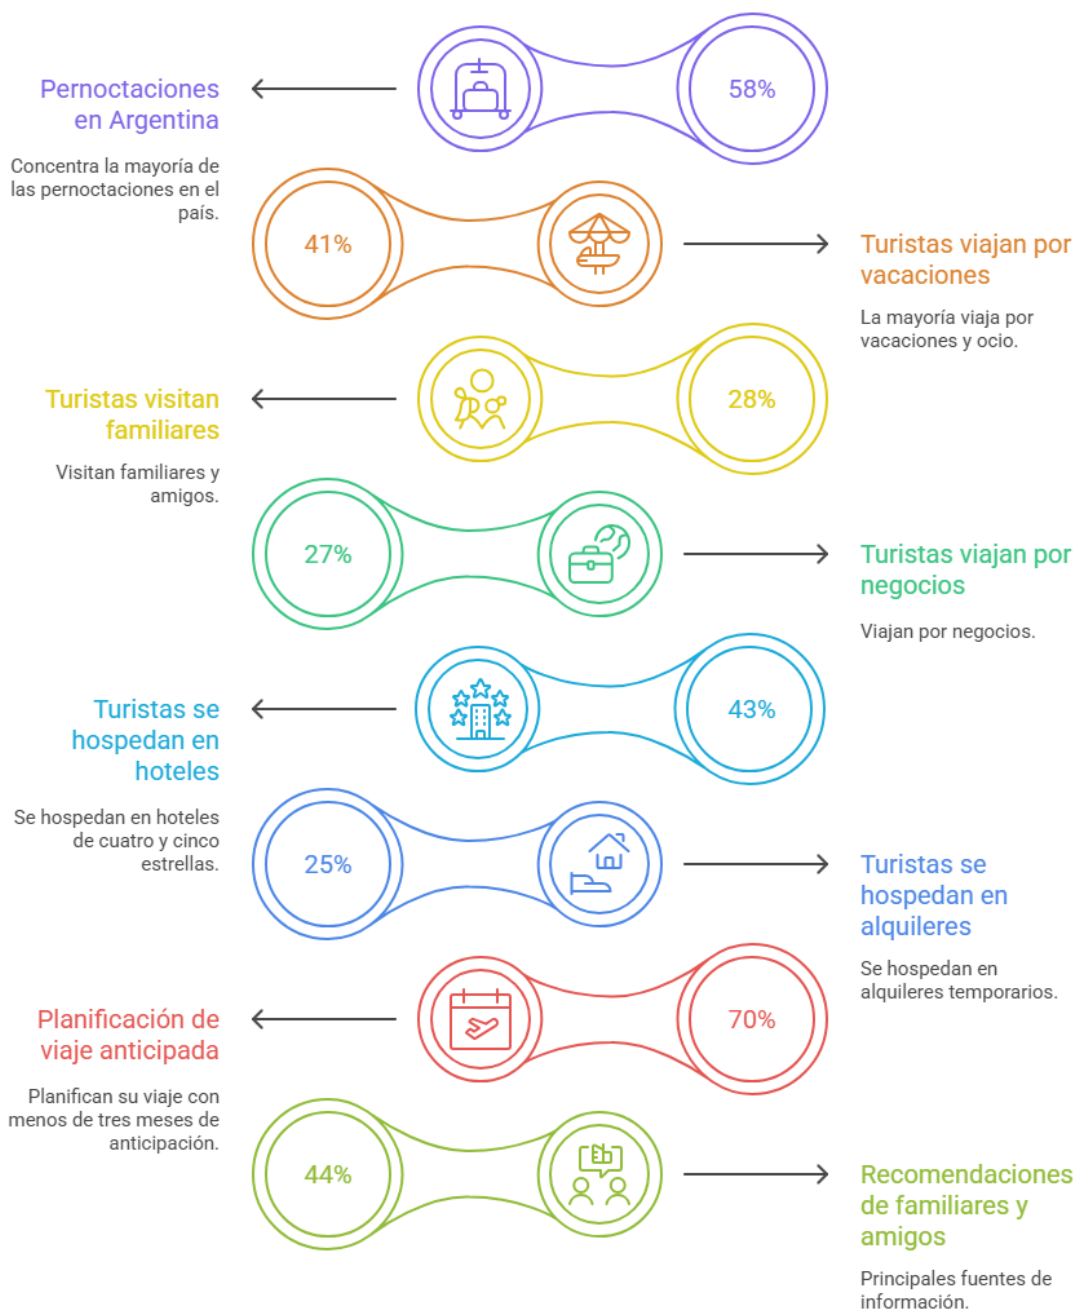 Pernoctaciones
en Argentina
Concentra la mayoría de
las pernoctaciones en el
país.
58%
41%
Turistas viajan por
vacaciones
La mayoría viaja por
vacaciones y ocio.
Turistas visitan
familiares
Visitan familiares y
amigos.
28%
27%
Turistas viajan por
negocios
Viajan por negocios.
Turistas se
hospedan en
hoteles
Se hospedan en hoteles
de cuatro y cinco
estrellas.
43%
25%
Turistas se
hospedan en
alquileres
Se hospedan en
alquileres temporarios.
Planificación de
viaje anticipada
Planifican su viaje con
menos de tres meses de
anticipación.
70%
44%
Recomendaciones
de familiares y
amigos
Principales fuentes de
información.